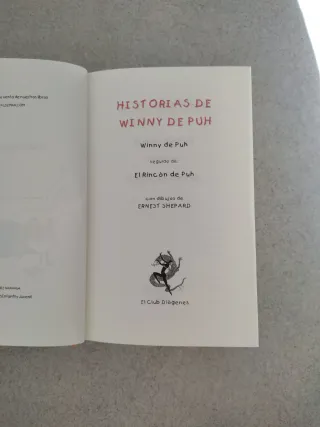 HISTORIAS DE
WINNY DE PUH
Winny de Puh
seguido de
El Rincón de Puh
con dibujos de
ERNEST SHEPARD
El Club Diógenes